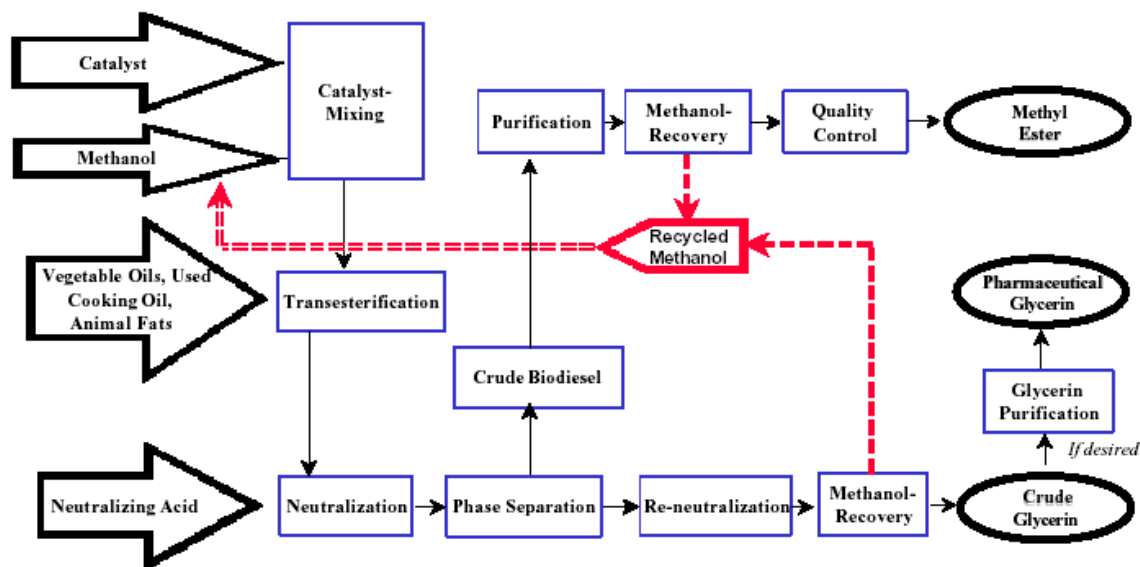 Catalyst
Catalyst-
Mixing
Methanol
Purification
Methanol-
Recovery
Quality
Control
Methyl
Ester
Recycled
Methanol
Vegetable Oils, Used
Cooking Oil,
Animal Fats
Transesterification
Pharmaceutical
Glycerin
Crude Biodiesel
Glycerin
Purification
If desired
Neutralizing Acid
Neutralization
Phase Separation
Re-neutralization
Methanol-
Recovery
Crude
Glycerin